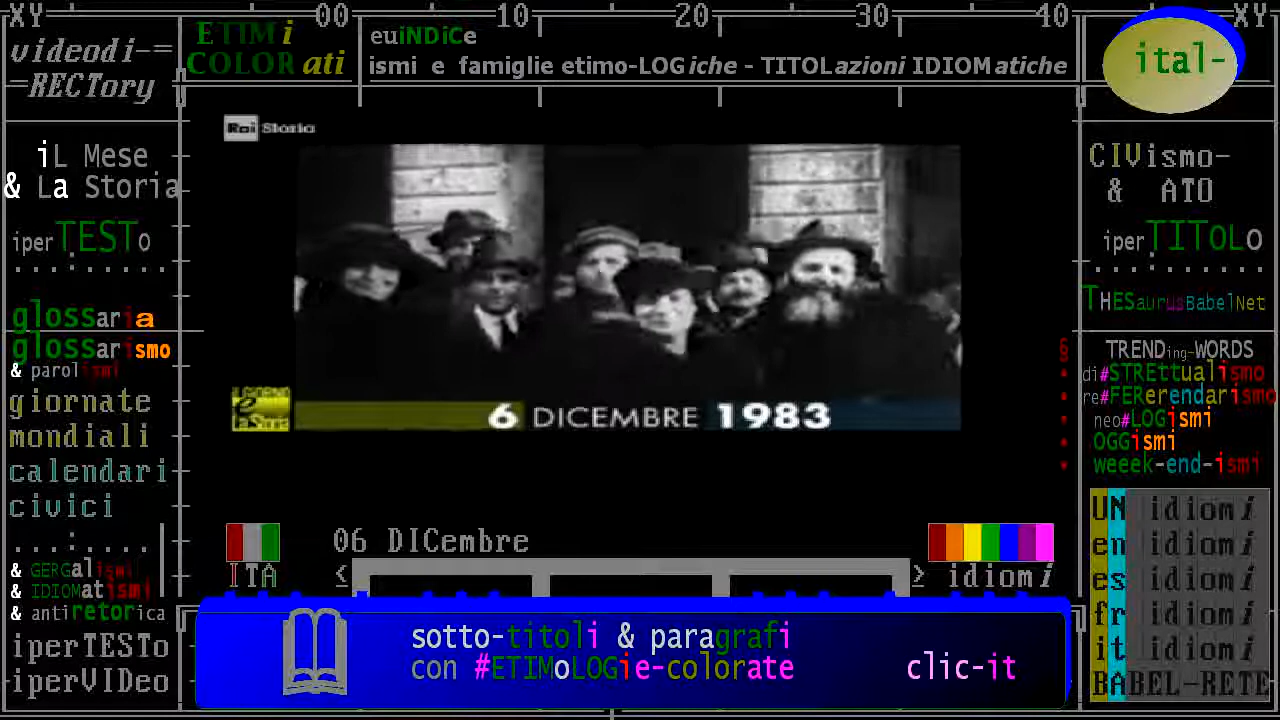 XY 00 10 20 30 40 XY
videodi-=
=RECTory
ETIMi
COLORati
euiNDiCe
ismi e famiglie etimo-LOGiche - TITOLazioni IDIOMatiche
ital-
iL Mese
& La Storia
iperTESTo
glossaria
glossarismo
& parolismi
giornate
mondiali
calendari
civici
...:....
& GERGalismi
& IDIOMatismi
& antiretorica
iperTESTo
iperVIDeo
Rai Storia
6 DICEMBRE 1983
06 DICembre
ITA < > idiomi
sotto-titoli & paragrafi
con #ETIMoLOGie-colorate clic-it
CIVismo-
& ATO
iperTITOLO
THESaurusBabelNet
6
TRENDing-WORDS
di#STREttualismo
re#FERerendarismo
neo#LOGismi
OGGismi
weeek-end-ismi
UN idiomi
en idiomi
es idiomi
fr idiomi
it idiomi
BABEL-RETE